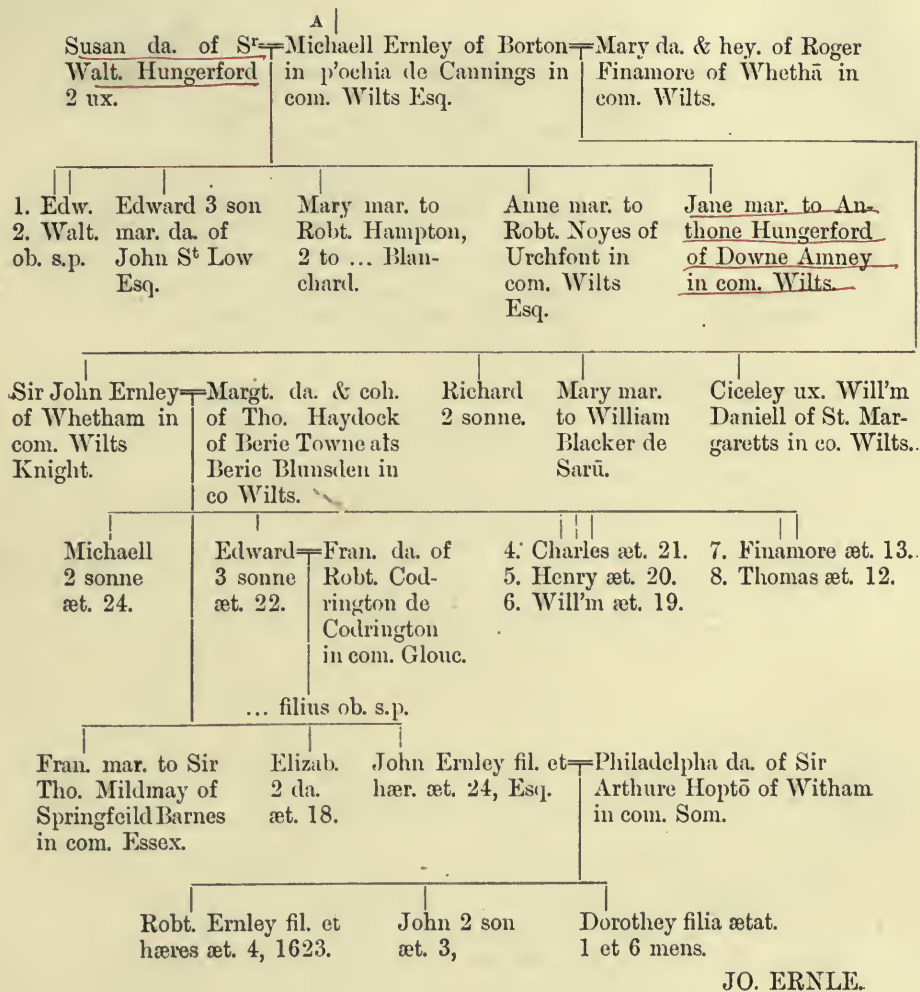 A
Susan da. of Sr
Walt. Hungerford
2 ux.
Michaell Ernley of Borton
in p'ochia de Cannings in
com. Wilts Esq.
Mary da. & hey. of Roger
Finamore of Whethā in
com. Wilts.
1. Edw.
2. Walt.
ob. s.p.
Edward 3 son
mar. da. of
John St Low
Esq.
Mary mar. to
Robt. Hampton,
2 to ... Blan-
chard.
Anne mar. to
Robt. Noyes of
Urchfont in
com. Wilts
Esq.
Jane mar. to An-
thone Hungerford
of Downe Amney
in com. Wilts.
Sir John Ernley
of Whetham in
com. Wilts
Knight.
Margt. da. & coh.
of Tho. Haydock
of Berie Towne als
Berie Blunsden in
co Wilts.
Richard
2 sonne.
Mary mar.
to William
Blacker de
Sarū.
Ciceley ux. Will'm
Daniell of St. Mar-
garetts in co. Wilts.
Michaell
2 sonne
æt. 24.
Edward
3 sonne
æt. 22.
Fran. da. of
Robt. Cod-
rington de
Codrington
in com. Glouc.
4. Charles æt. 21.
5. Henry æt. 20.
6. Will'm æt. 19.
7. Finamore æt. 13.
8. Thomas æt. 12.
... filius ob. s.p.
Fran. mar. to Sir
Tho. Mildmay of
Springfeild Barnes
in com. Essex.
Elizab.
2 da.
æt. 18.
John Ernley fil. et
hær. æt. 24, Esq.
Philadelpha da. of Sir
Arthure Hoptō of Witham
in com. Som.
Robt. Ernley fil. et
hæres æt. 4, 1623.
John 2 son
æt. 3,
Dorothey filia ætat.
1 et 6 mens.
JO. ERNLE.